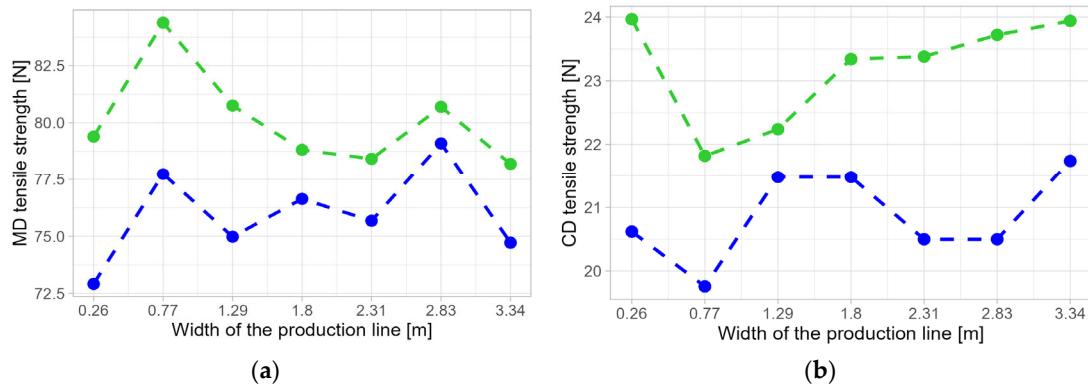 MD tensile strength [N]
82.5
80.0
77.5
75.0
72.5
0.26 0.77 1.29 1.8 2.31 2.83 3.34
Width of the production line [m]
(a)
CD tensile strength [N]
24
23
22
21
20
0.26 0.77 1.29 1.8 2.31 2.83 3.34
Width of the production line [m]
(b)